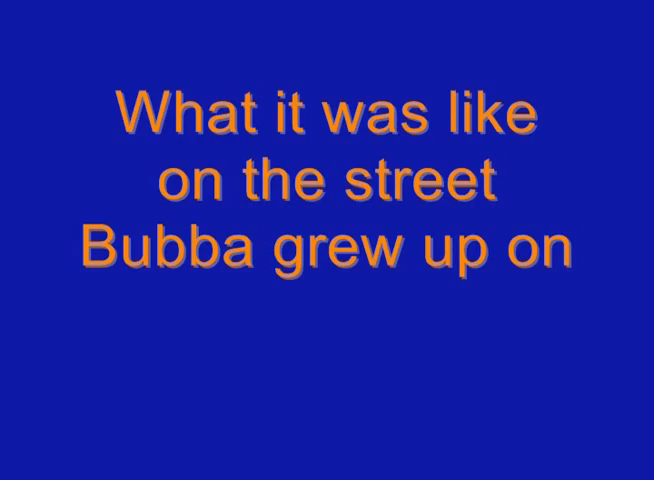 What it was like
on the street
Bubba grew up on